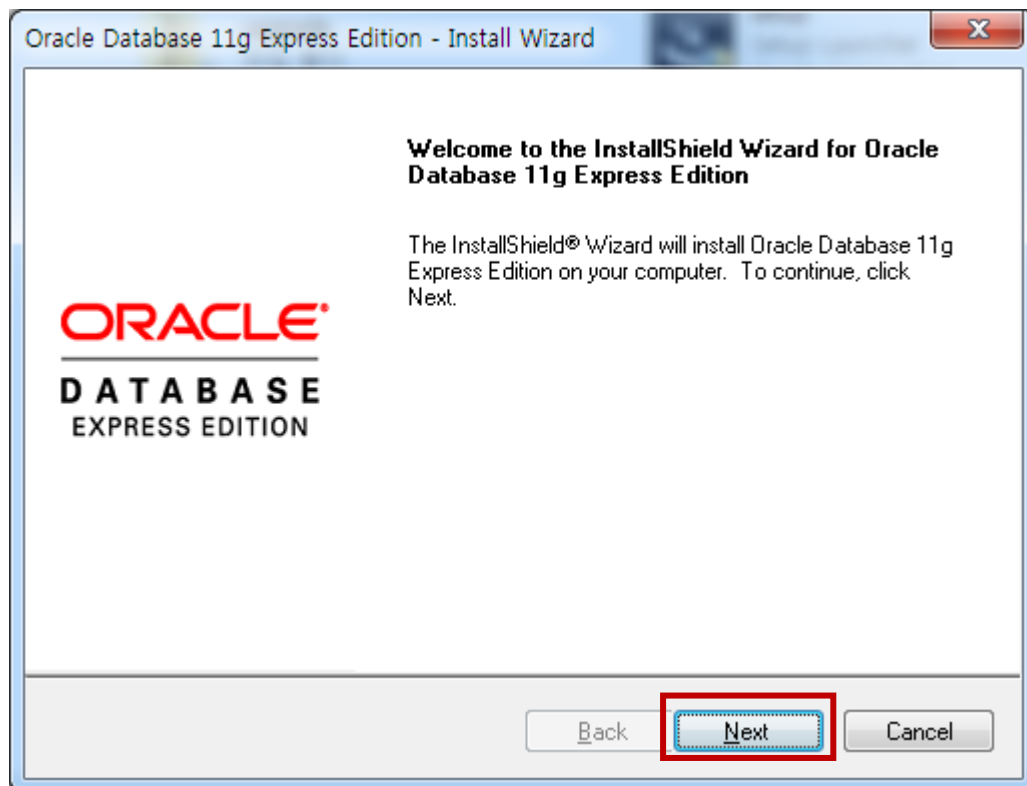 Oracle Database 11g Express Edition - Install Wizard
Welcome to the InstallShield Wizard for Oracle
Database 11g Express Edition
The InstallShield® Wizard will install Oracle Database 11g
Express Edition on your computer. To continue, click
Next.
ORACLE
DATABASE
EXPRESS EDITION
Back
Next
Cancel